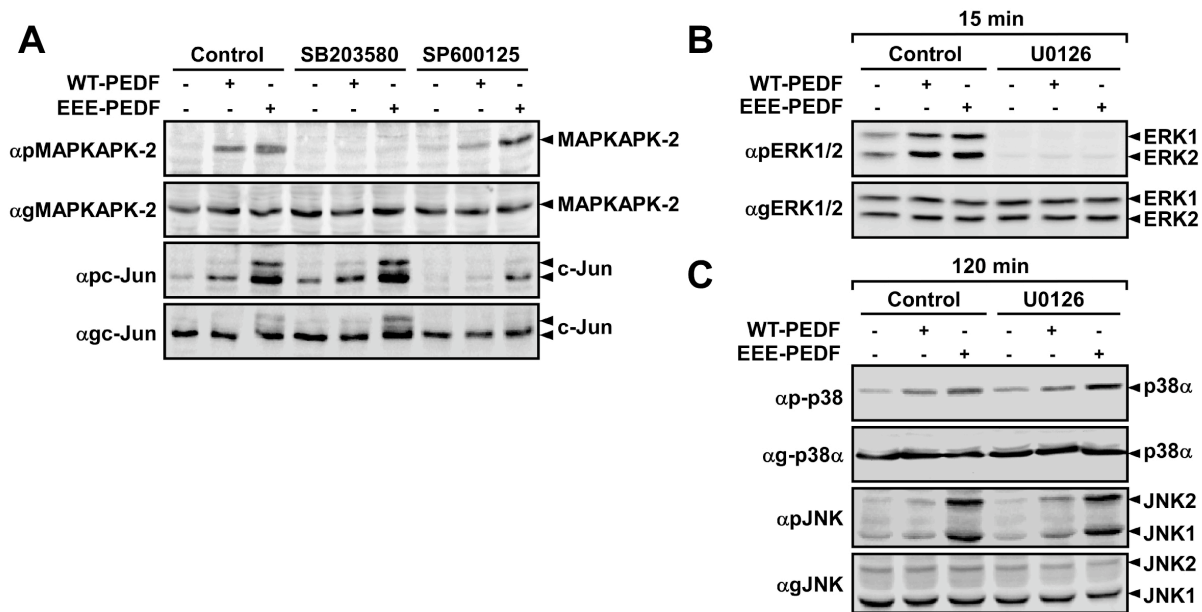 A
Control SB203580 SP600125
WT-PEDF - + - - + - - + -
EEE-PEDF - - + - - + - - +
αpMAPKAPK-2 MAPKAPK-2
αgMAPKAPK-2 MAPKAPK-2
αpc-Jun c-Jun
αgc-Jun c-Jun
B
15 min
Control U0126
WT-PEDF - + - - + -
EEE-PEDF - - + - - +
αpERK1/2 ERK1
ERK2
αgERK1/2 ERK1
ERK2
C
120 min
Control U0126
WT-PEDF - + - - + -
EEE-PEDF - - + - - +
αp-p38 p38α
αg-p38α p38α
αpJNK JNK2
JNK1
αgJNK JNK2
JNK1